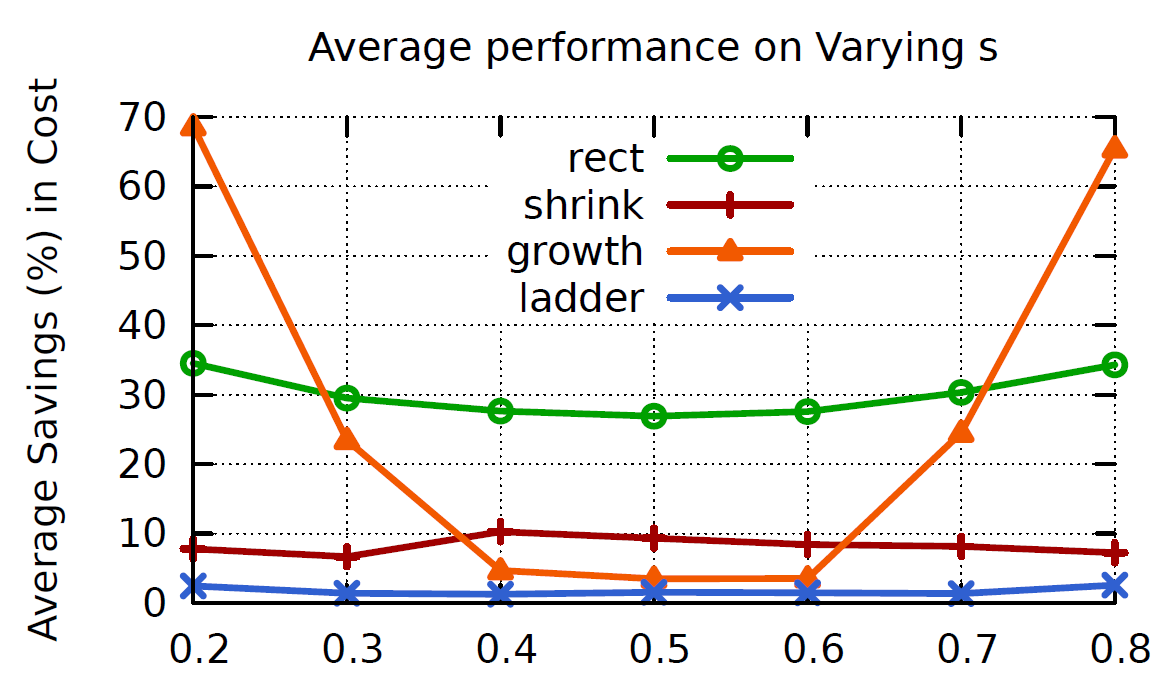 Average performance on Varying s
Average Savings (%) in Cost
70
60
50
40
30
20
10
0
rect
shrink
growth
ladder
0.2 0.3 0.4 0.5 0.6 0.7 0.8